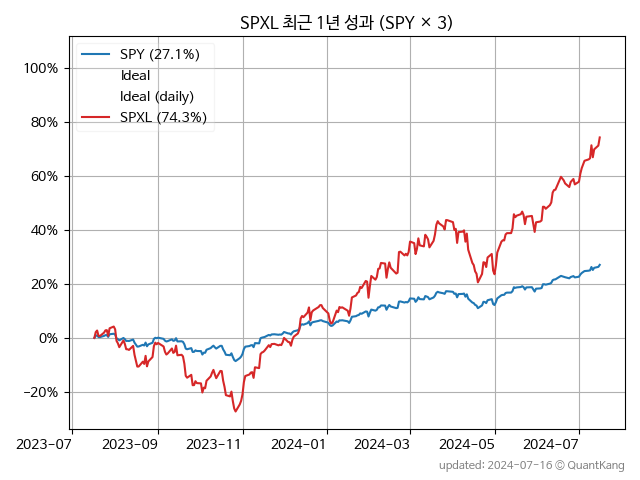 SPXL 최근 1년 성과 (SPY × 3)
SPY (27.1%)
Ideal
Ideal (daily)
SPXL (74.3%)
100%
80%
60%
40%
20%
0%
−20%
2023−07
2023−09
2023−11
2024−01
2024−03
2024−05
2024−07
updated: 2024−07−16 © QuantKang